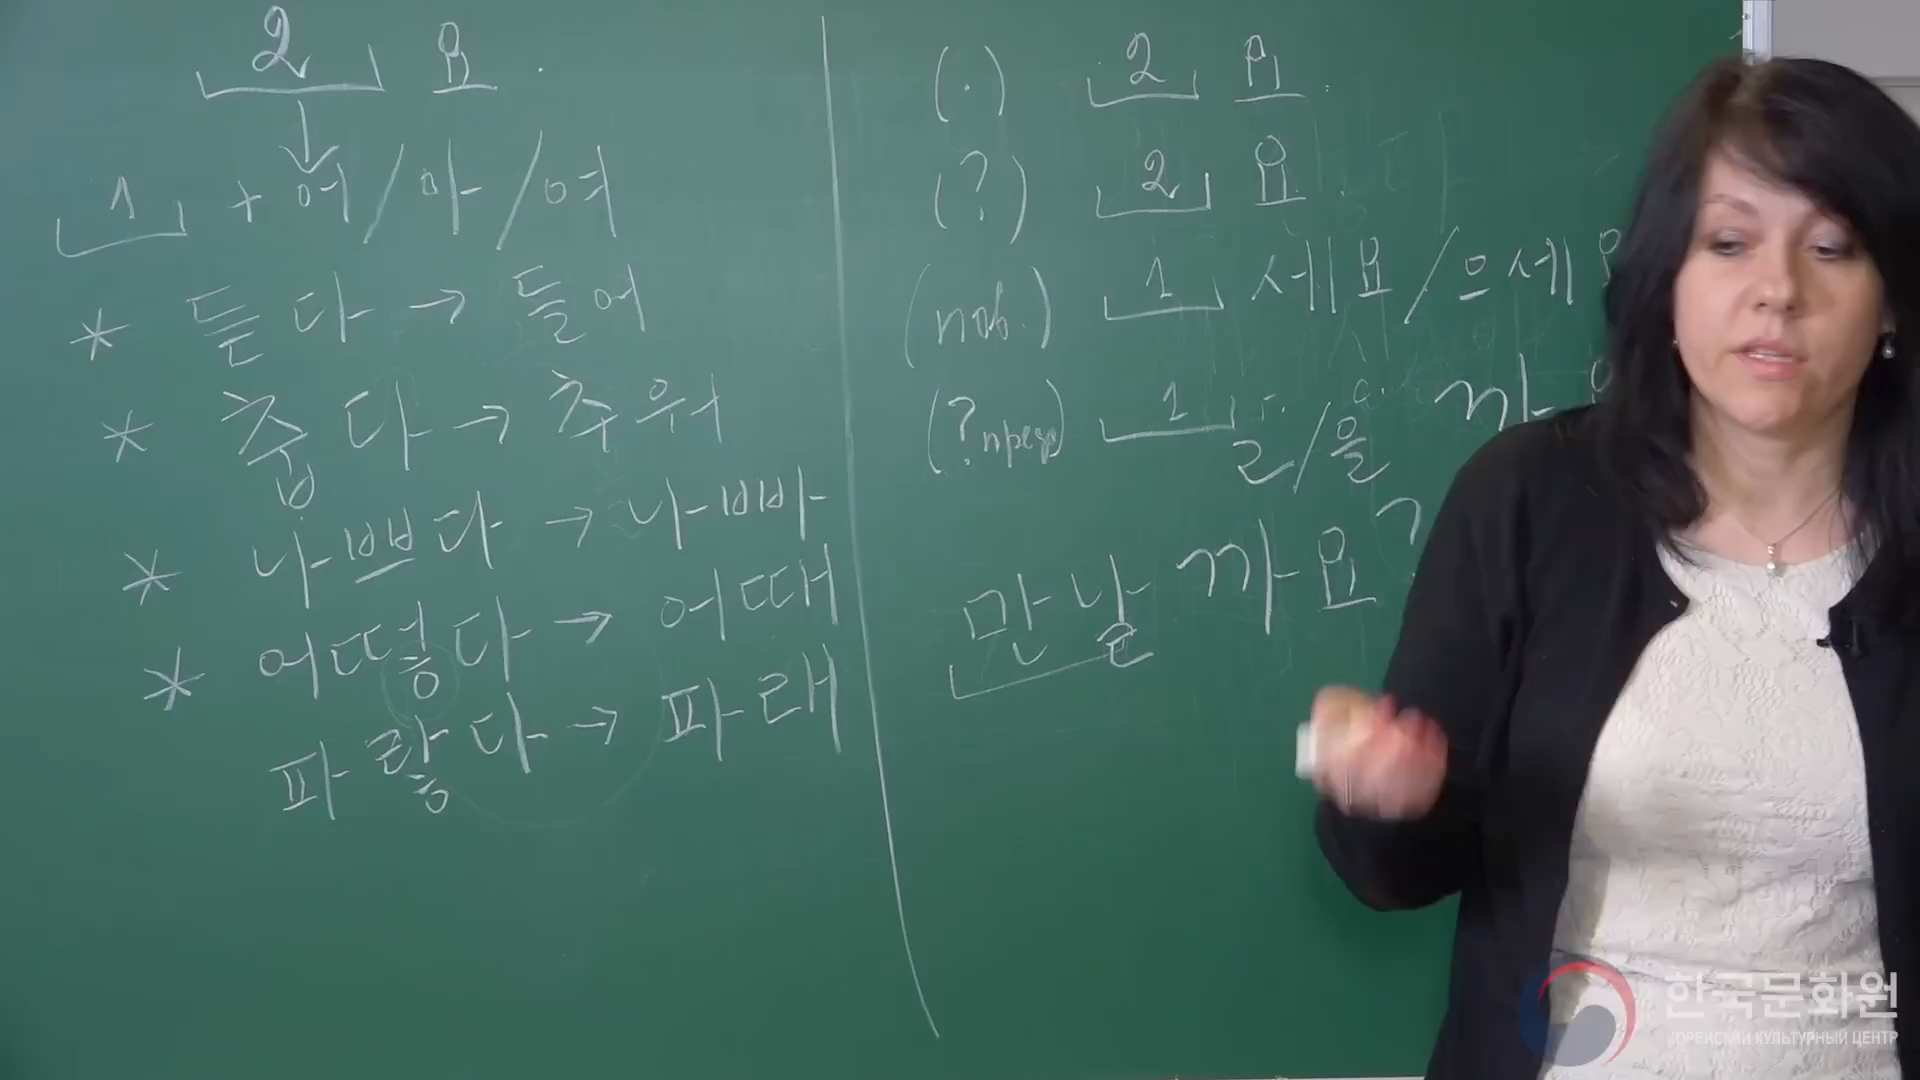 2 요.
1 + 어/아/여
* 듣다 → 들어
* 춥다 → 추워
* 나쁘다 → 나빠
* 어떻다 → 어때
파랗다 → 파래
(.) 2 요.
(?) 2 요.
(пов.) 1 세요/으세요
(?предл) 1 ㄹ/을 까요
만날까요?
한국문화원
КОРЕЙСКИЙ КУЛЬТУРНЫЙ ЦЕНТР